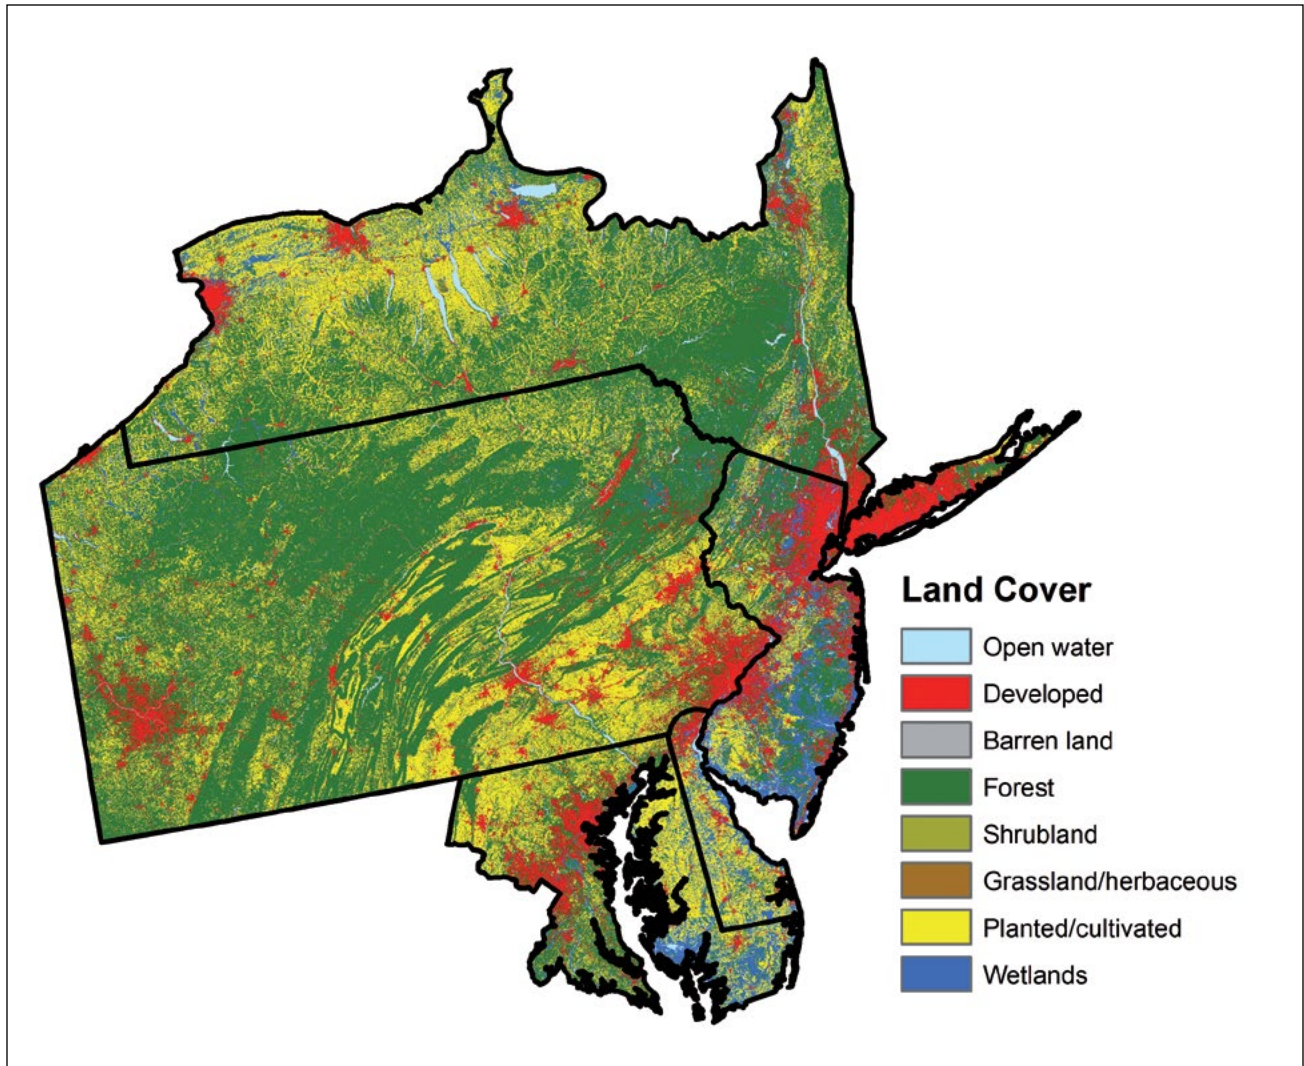 Land Cover
Open water
Developed
Barren land
Forest
Shrubland
Grassland/herbaceous
Planted/cultivated
Wetlands